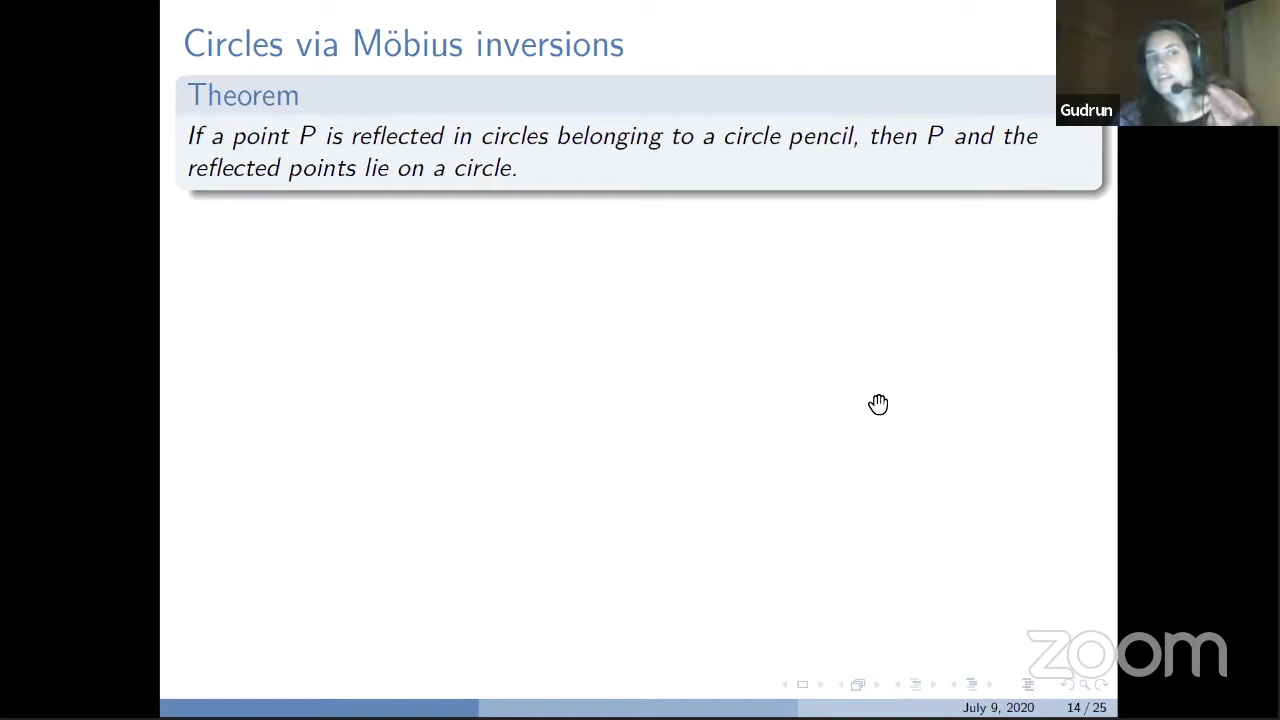 Circles via Möbius inversions
Theorem
Gudrun
If a point P is reflected in circles belonging to a circle pencil, then P and the
reflected points lie on a circle.
zoom
July 9, 2020 14 / 25